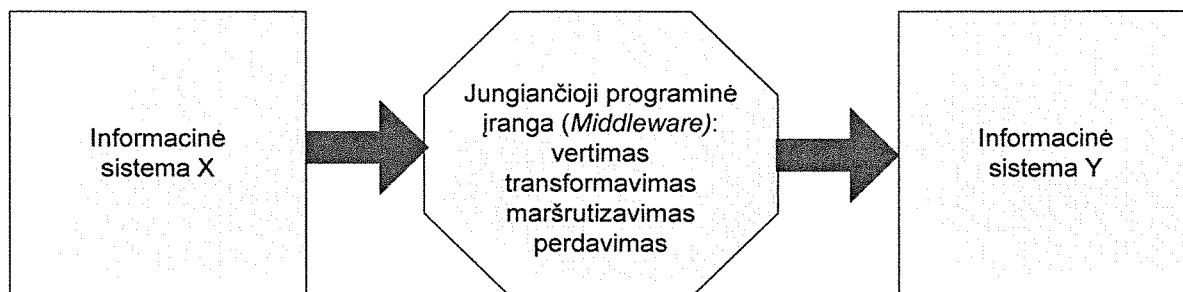 Informacinė
sistema X
Jungiančioji programinė
įranga (Middleware):
vertimas
transformavimas
maršrutizavimas
perdavimas
Informacinė
sistema Y